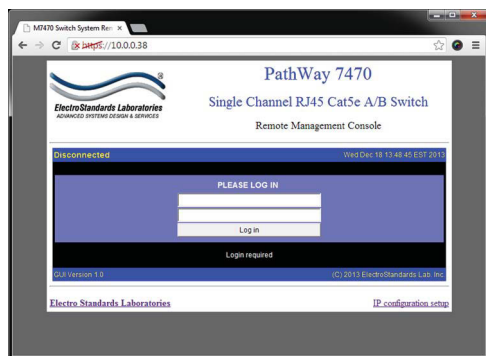 M7470 Switch System Rem
https://10.0.0.38
®
ElectroStandards Laboratories
ADVANCED SYSTEMS DESIGN & SERVICES
PathWay 7470
Single Channel RJ45 Cat5e A/B Switch
Remote Management Console
Disconnected
Wed Dec 18 13:48:45 EST 2013
PLEASE LOG IN
Log in
Login required
GUI Version 1.0
(C) 2013 ElectroStandards Lab. Inc
Electro Standards Laboratories
IP configuration setup